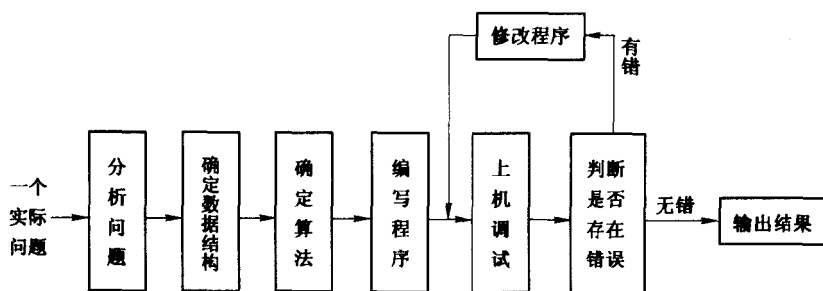 修改程序
有错
一个
实际
问题
分析问题
确定数据结构
确定算法
编写程序
上机调试
判断
是否
存在
错误
无错
输出结果